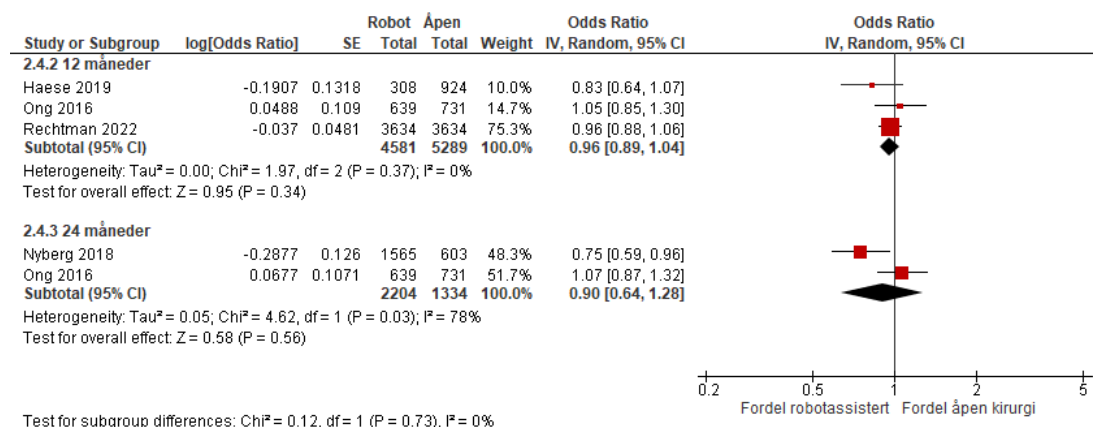 Robot Åpen Odds Ratio Odds Ratio
Study or Subgroup log[Odds Ratio] SE Total Total Weight IV, Random, 95% CI IV, Random, 95% CI
2.4.2 12 måneder
Haese 2019 -0.1907 0.1318 308 924 10.0% 0.83 [0.64, 1.07]
Ong 2016 0.0488 0.109 639 731 14.7% 1.05 [0.85, 1.30]
Rechtman 2022 -0.037 0.0481 3634 3634 75.3% 0.96 [0.88, 1.06]
Subtotal (95% CI) 4581 5289 100.0% 0.96 [0.89, 1.04]
Heterogeneity: Tau² = 0.00; Chi² = 1.97, df = 2 (P = 0.37); I² = 0%
Test for overall effect: Z = 0.95 (P = 0.34)
2.4.3 24 måneder
Nyberg 2018 -0.2877 0.126 1565 603 48.3% 0.75 [0.59, 0.96]
Ong 2016 0.0677 0.1071 639 731 51.7% 1.07 [0.87, 1.32]
Subtotal (95% CI) 2204 1334 100.0% 0.90 [0.64, 1.28]
Heterogeneity: Tau² = 0.05; Chi² = 4.62, df = 1 (P = 0.03); I² = 78%
Test for overall effect: Z = 0.58 (P = 0.56)
0.2 0.5 1 2 5
Fordel robotassistert Fordel åpen kirurgi
Test for subgroup differences: Chi² = 0.12, df = 1 (P = 0.73), I² = 0%